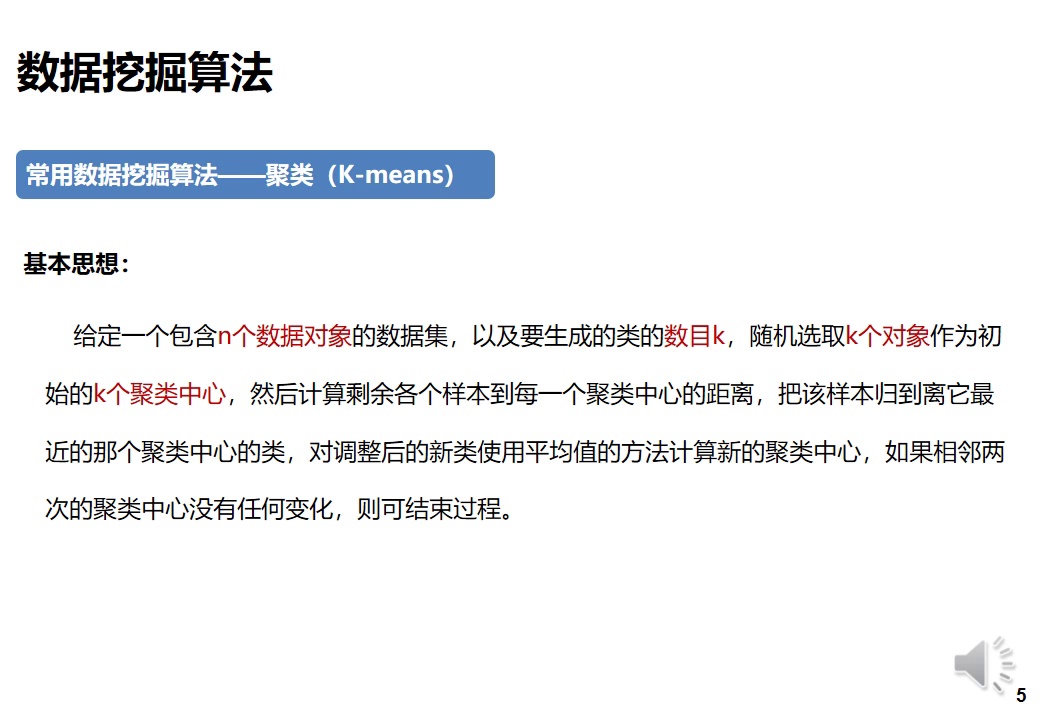 数据挖掘算法
常用数据挖掘算法——聚类（K-means）
基本思想：
给定一个包含n个数据对象的数据集，以及要生成的类的数目k，随机选取k个对象作为初
始的k个聚类中心，然后计算剩余各个样本到每一个聚类中心的距离，把该样本归到离它最
近的那个聚类中心的类，对调整后的新类使用平均值的方法计算新的聚类中心，如果相邻两
次的聚类中心没有任何变化，则可结束过程。
5